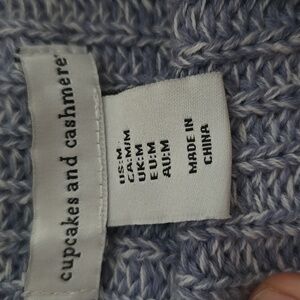 cupcakes and cashmere
US:M
CA:M/M
UK:M
EU:M
AU:M
MADE IN
CHINA